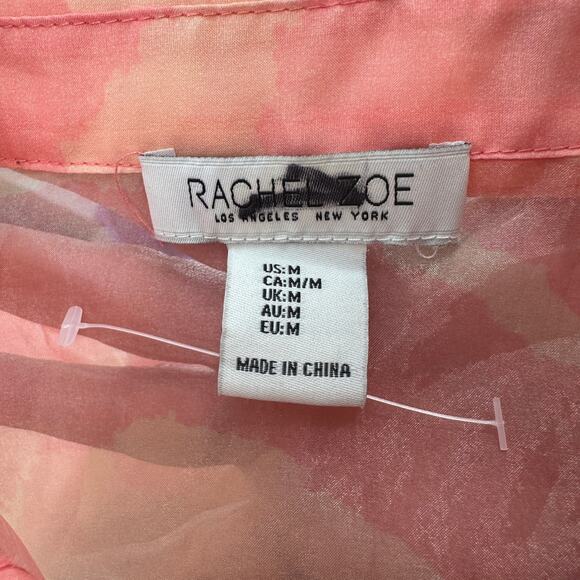 RACHEL ZOE
LOS ANGELES NEW YORK
US:M
CA:M/M
UK:M
AU:M
EU:M
MADE IN CHINA